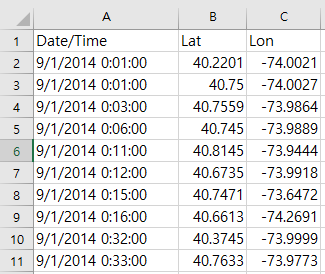 A B C
1 Date/Time Lat Lon
2 9/1/2014 0:01:00 40.2201 -74.0021
3 9/1/2014 0:01:00 40.75 -74.0027
4 9/1/2014 0:03:00 40.7559 -73.9864
5 9/1/2014 0:06:00 40.745 -73.9889
6 9/1/2014 0:11:00 40.8145 -73.9444
7 9/1/2014 0:12:00 40.6735 -73.9918
8 9/1/2014 0:15:00 40.7471 -73.6472
9 9/1/2014 0:16:00 40.6613 -74.2691
10 9/1/2014 0:32:00 40.3745 -73.9999
11 9/1/2014 0:33:00 40.7633 -73.9773